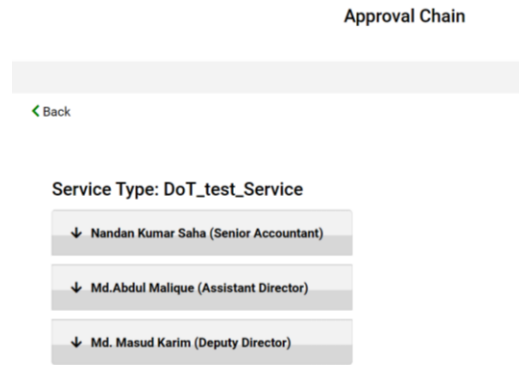 Approval Chain
Back
Service Type: DoT_test_Service
Nandan Kumar Saha (Senior Accountant)
Md.Abdul Malique (Assistant Director)
Md. Masud Karim (Deputy Director)